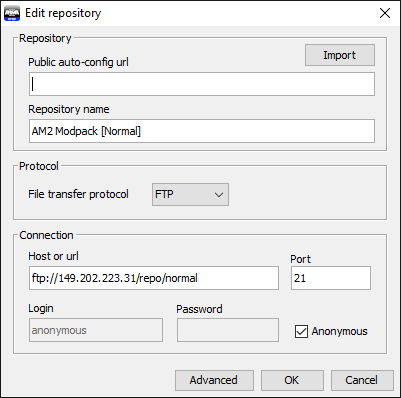 Edit repository
Repository
Public auto-config url
Import
Repository name
AM2 Modpack [Normal]
Protocol
File transfer protocol
FTP
Connection
Host or url
Port
ftp://149.202.223.31/repo/normal
21
Login
Password
anonymous
Anonymous
Advanced
OK
Cancel